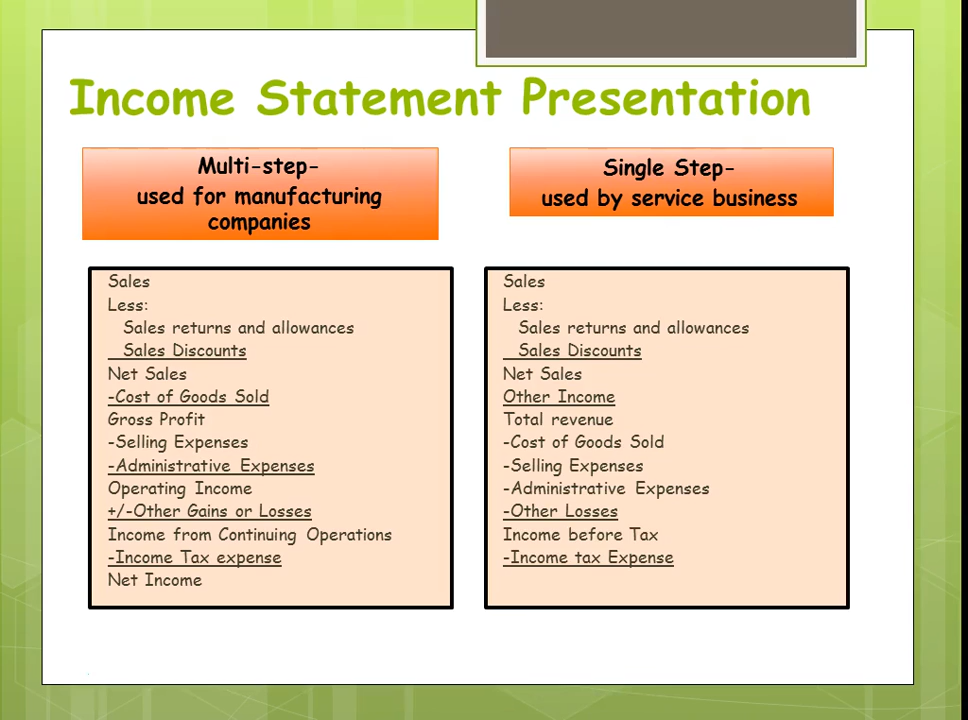 Income Statement Presentation
Multi-step-
used for manufacturing
companies
Sales
Less:
Sales returns and allowances
Sales Discounts
Net Sales
-Cost of Goods Sold
Gross Profit
-Selling Expenses
-Administrative Expenses
Operating Income
+/-Other Gains or Losses
Income from Continuing Operations
-Income Tax expense
Net Income
Single Step-
used by service business
Sales
Less:
Sales returns and allowances
Sales Discounts
Net Sales
Other Income
Total revenue
-Cost of Goods Sold
-Selling Expenses
-Administrative Expenses
-Other Losses
Income before Tax
-Income tax Expense